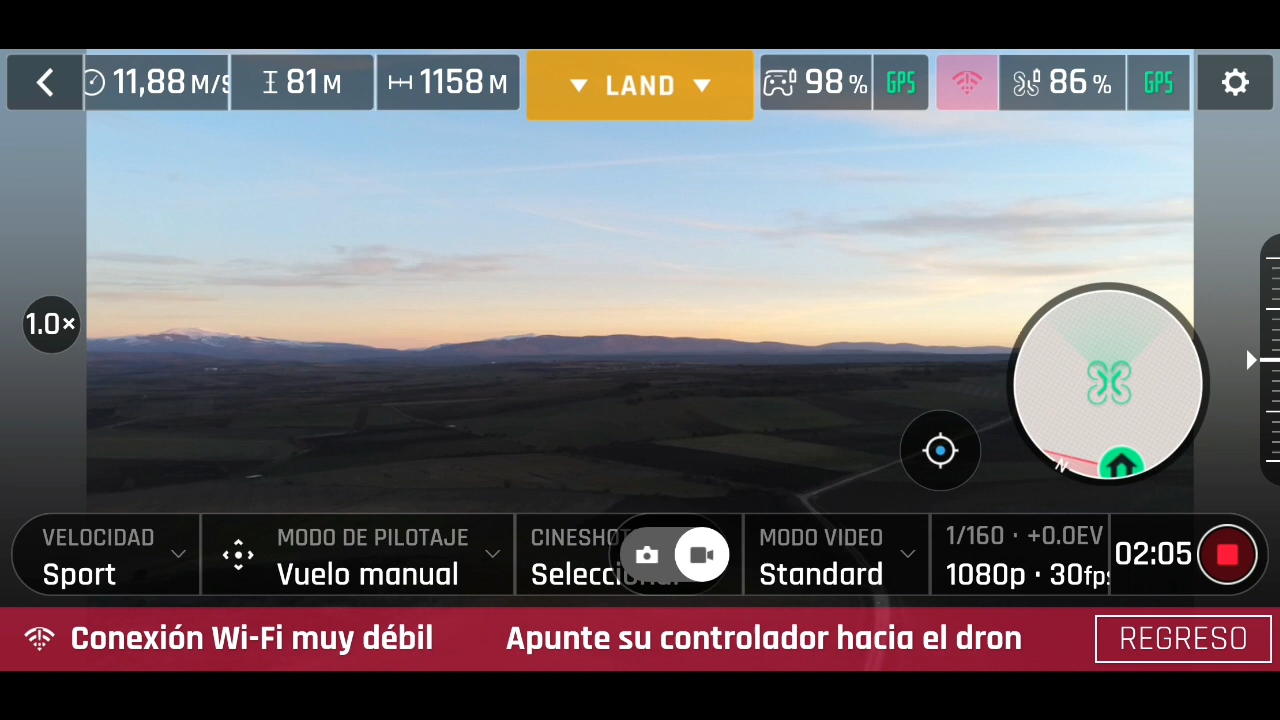 11,88 M/S
81 M
1158 M
LAND
98 %
GPS
86 %
GPS
1.0×
N
VELOCIDAD
Sport
MODO DE PILOTAJE
Vuelo manual
CINESHOT
MODO VIDEO
Standard
1/160 · +0.0EV
1080p · 30fps
02:05
Conexión Wi-Fi muy débil
Apunte su controlador hacia el dron
REGRESO